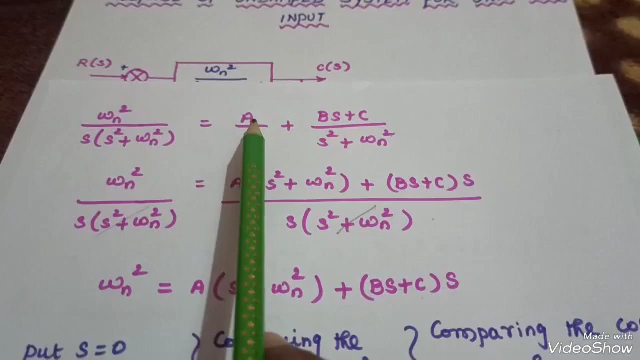 INPUT
R(S) + ωn² C(S)
ωn² / S(S² + ωn²) = A + BS+C / S² + ωn²
ωn² / S(S² + ωn²) = A S² + ωn²) + (BS+C) S / S(S² + ωn²)
ωn² = A(S ωn²) + (BS+C) S
Put S=0 } Comparing the } Comparing the
Made with
VideoShow